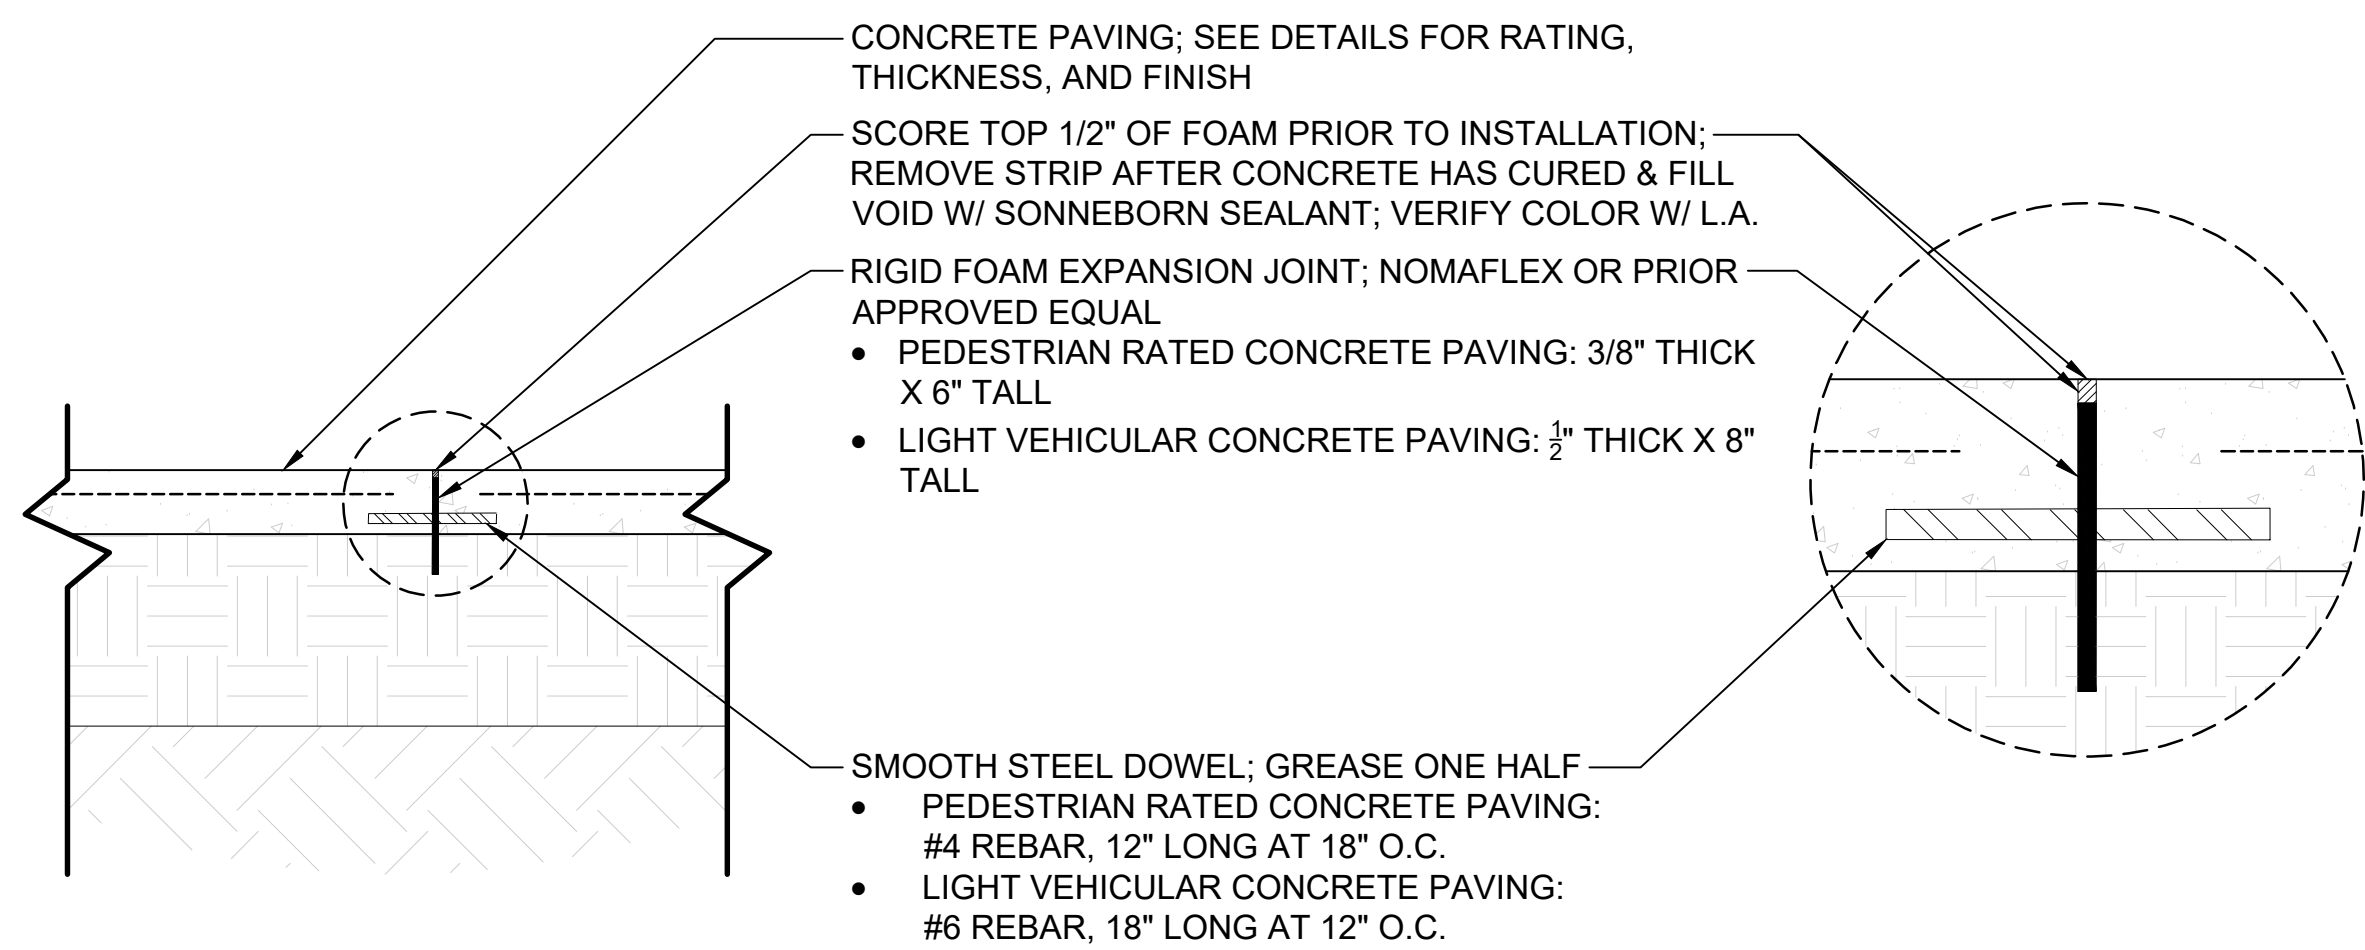 CONCRETE PAVING; SEE DETAILS FOR RATING,
THICKNESS, AND FINISH
SCORE TOP 1/2" OF FOAM PRIOR TO INSTALLATION;
REMOVE STRIP AFTER CONCRETE HAS CURED & FILL
VOID W/ SONNEBORN SEALANT; VERIFY COLOR W/ L.A.
RIGID FOAM EXPANSION JOINT; NOMAFLEX OR PRIOR
APPROVED EQUAL
• PEDESTRIAN RATED CONCRETE PAVING: 3/8" THICK
X 6" TALL
• LIGHT VEHICULAR CONCRETE PAVING: ½" THICK X 8"
TALL
SMOOTH STEEL DOWEL; GREASE ONE HALF
• PEDESTRIAN RATED CONCRETE PAVING:
#4 REBAR, 12" LONG AT 18" O.C.
• LIGHT VEHICULAR CONCRETE PAVING:
#6 REBAR, 18" LONG AT 12" O.C.